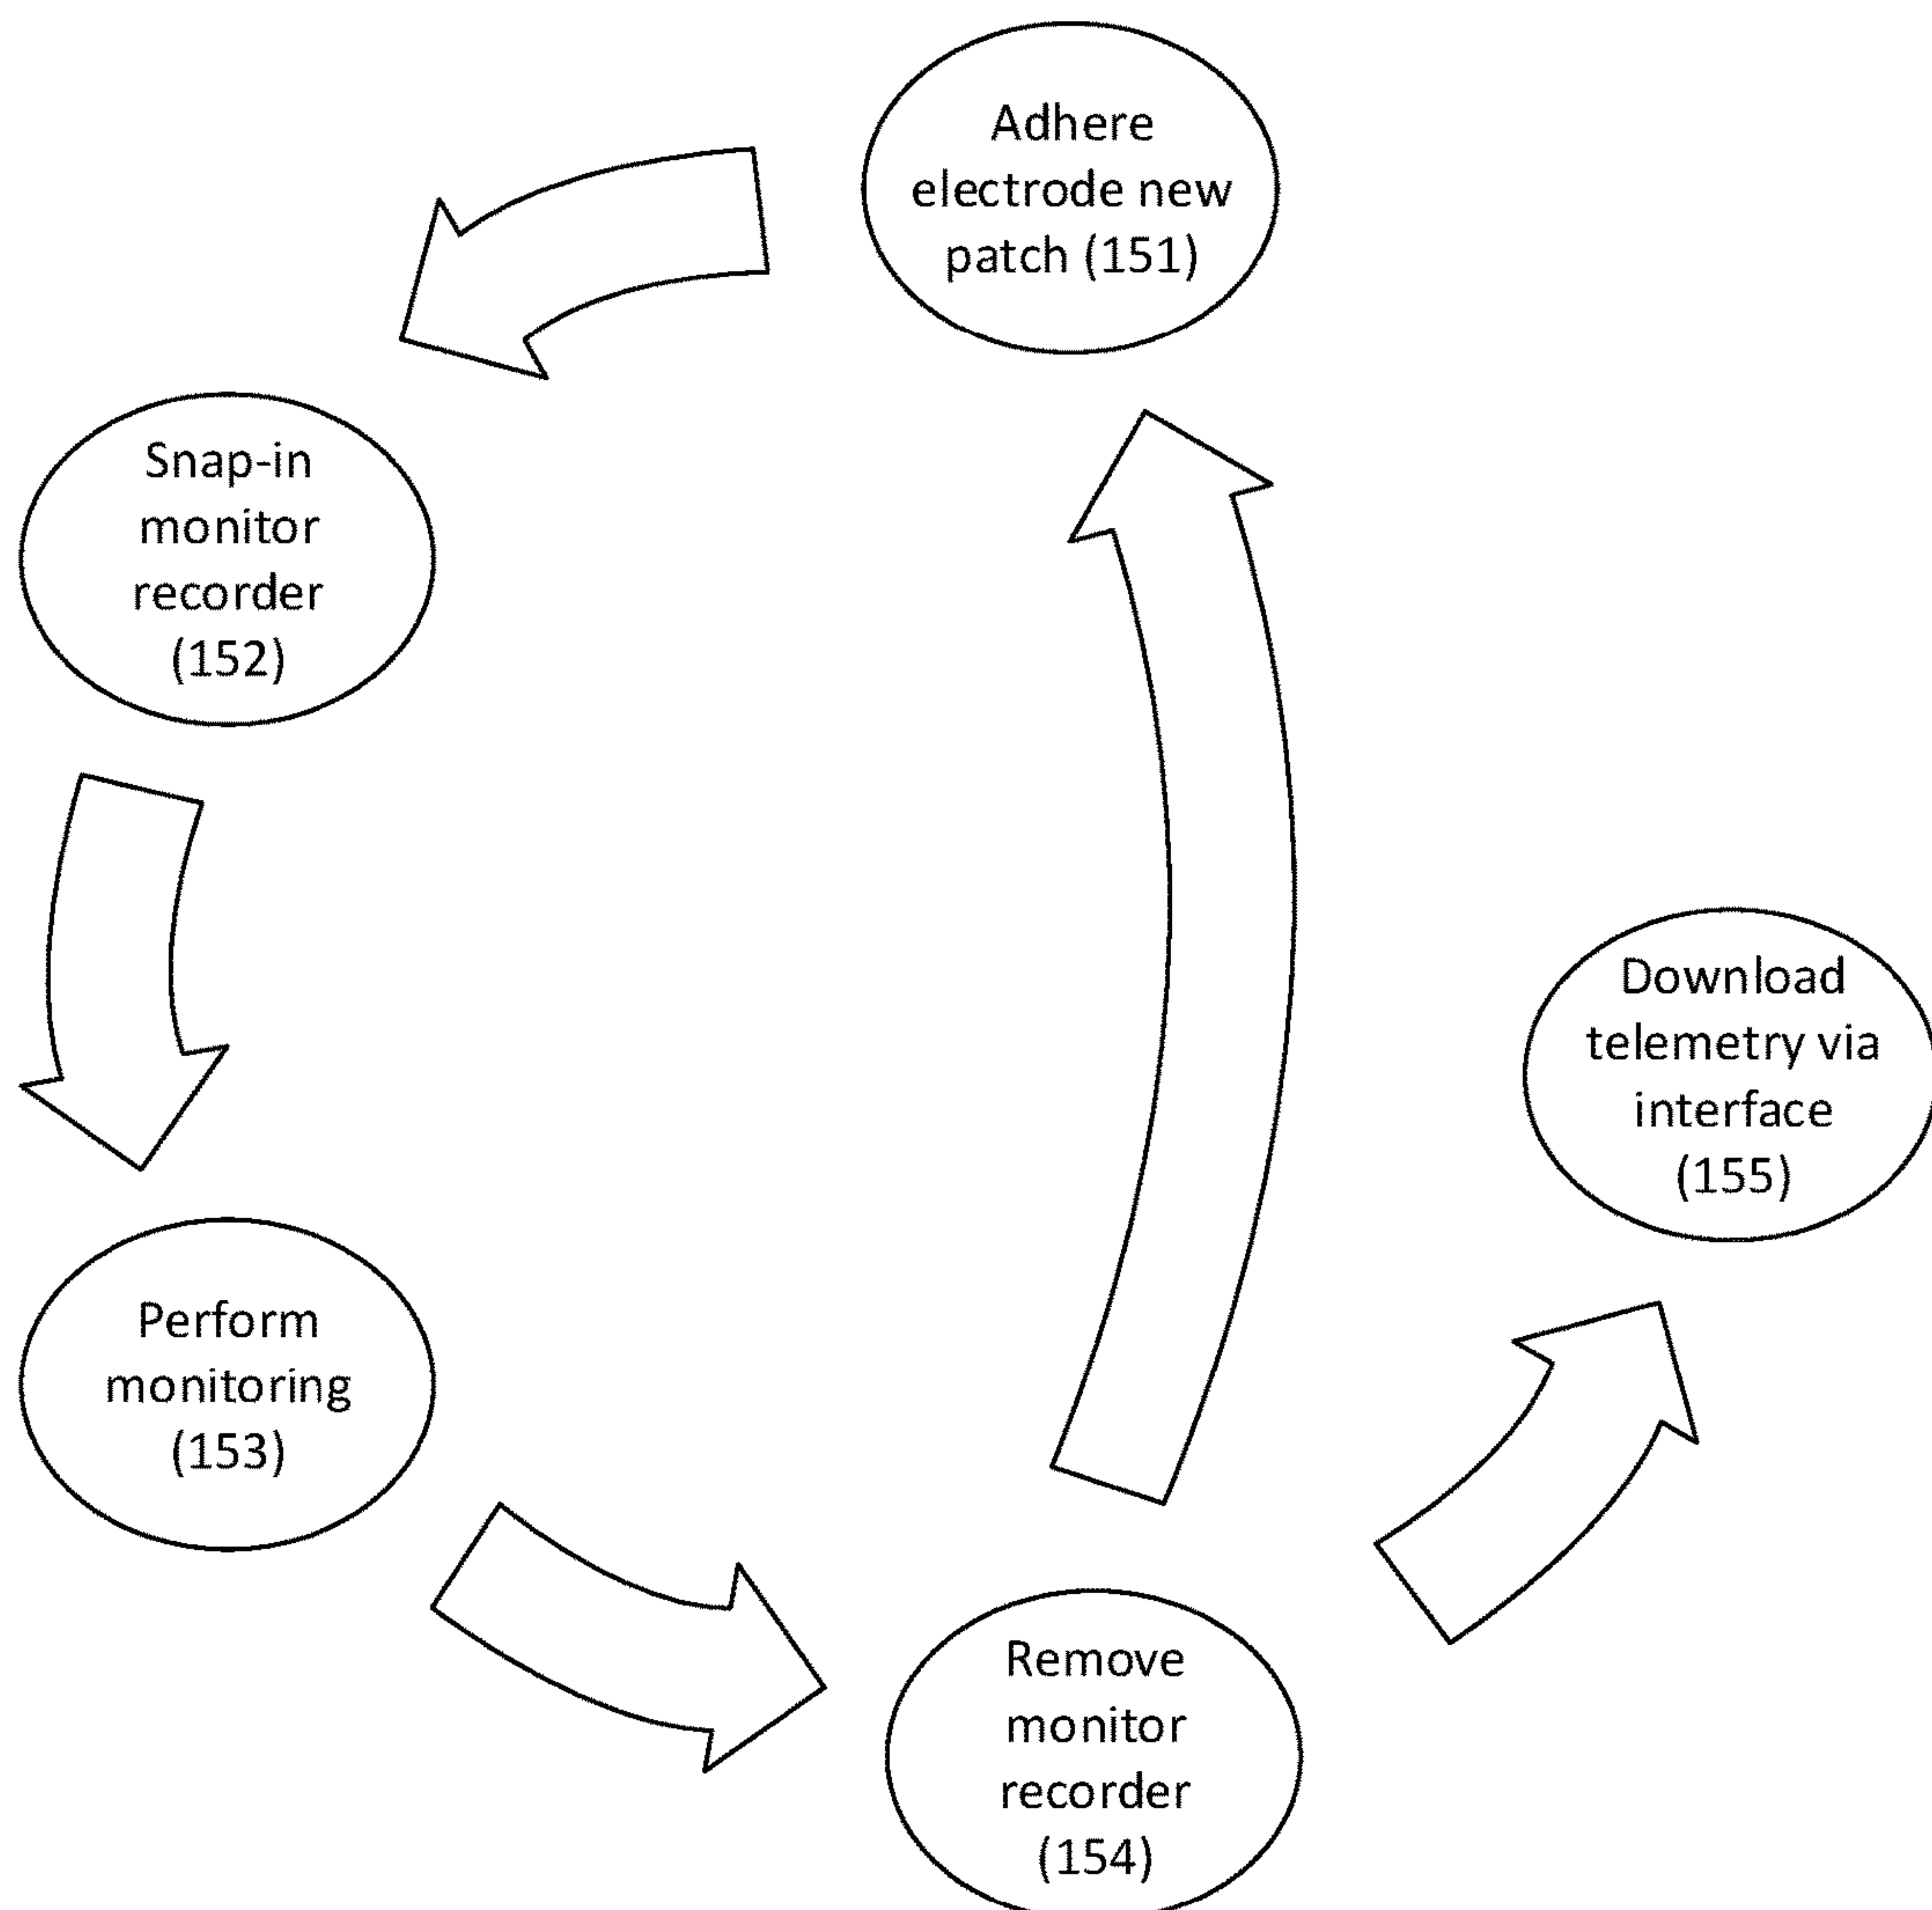 Adhere
electrode new
patch (151)
Snap-in
monitor
recorder
(152)
Perform
monitoring
(153)
Remove
monitor
recorder
(154)
Download
telemetry via
interface
(155)